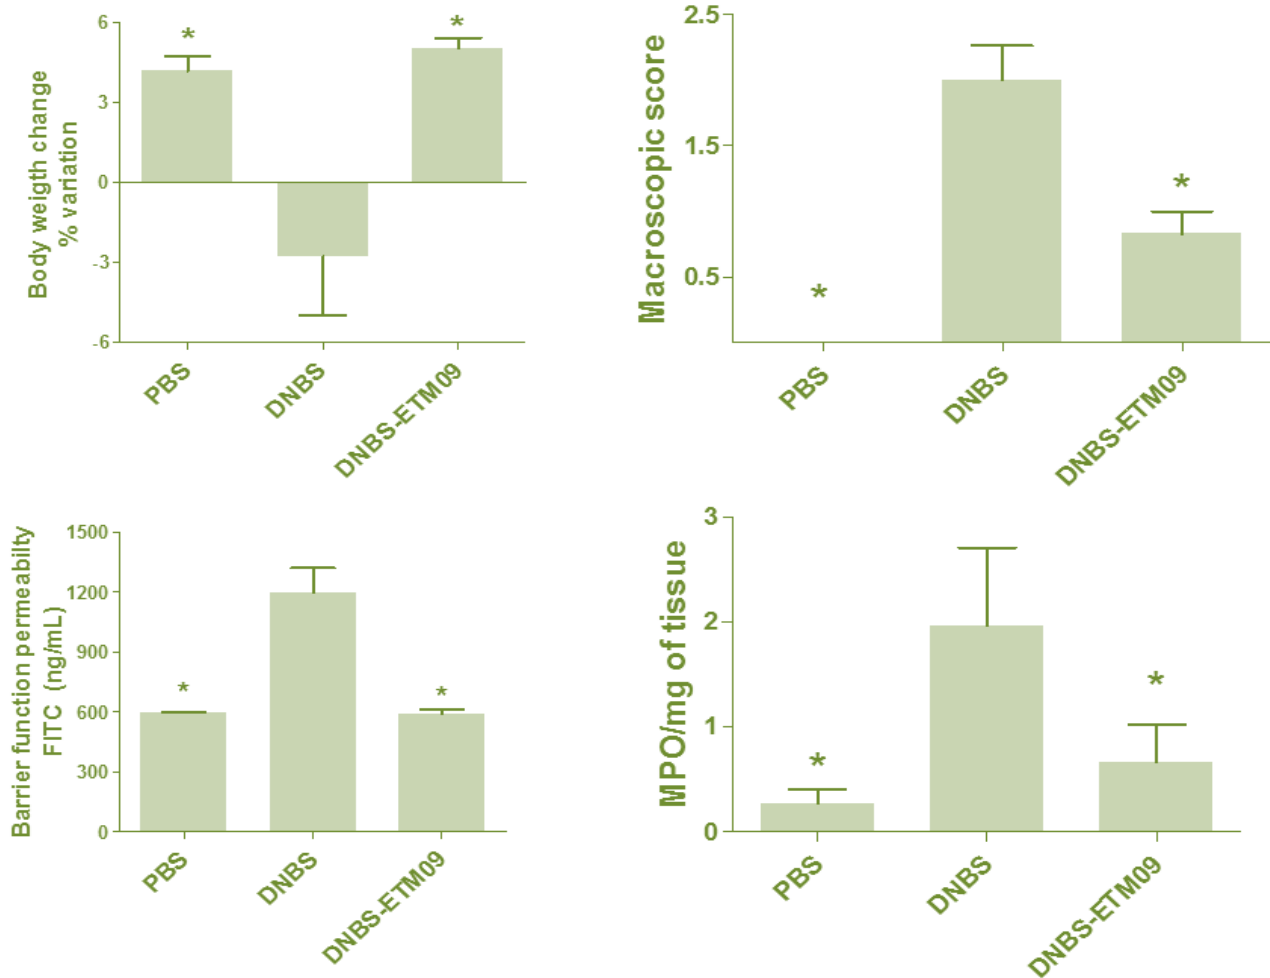 Body weigth change
% variation
6
3
0
-3
-6
*
*
PBS
DNBS
DNBS-ETM09
Macroscopic score
2.5
1.5
0.5
*
*
PBS
DNBS
DNBS-ETM09
Barrier function permeabilty
FITC (ng/mL)
1500
1200
900
600
300
0
*
*
PBS
DNBS
DNBS-ETM09
MPO/mg of tissue
3
2
1
0
*
*
PBS
DNBS
DNBS-ETM09